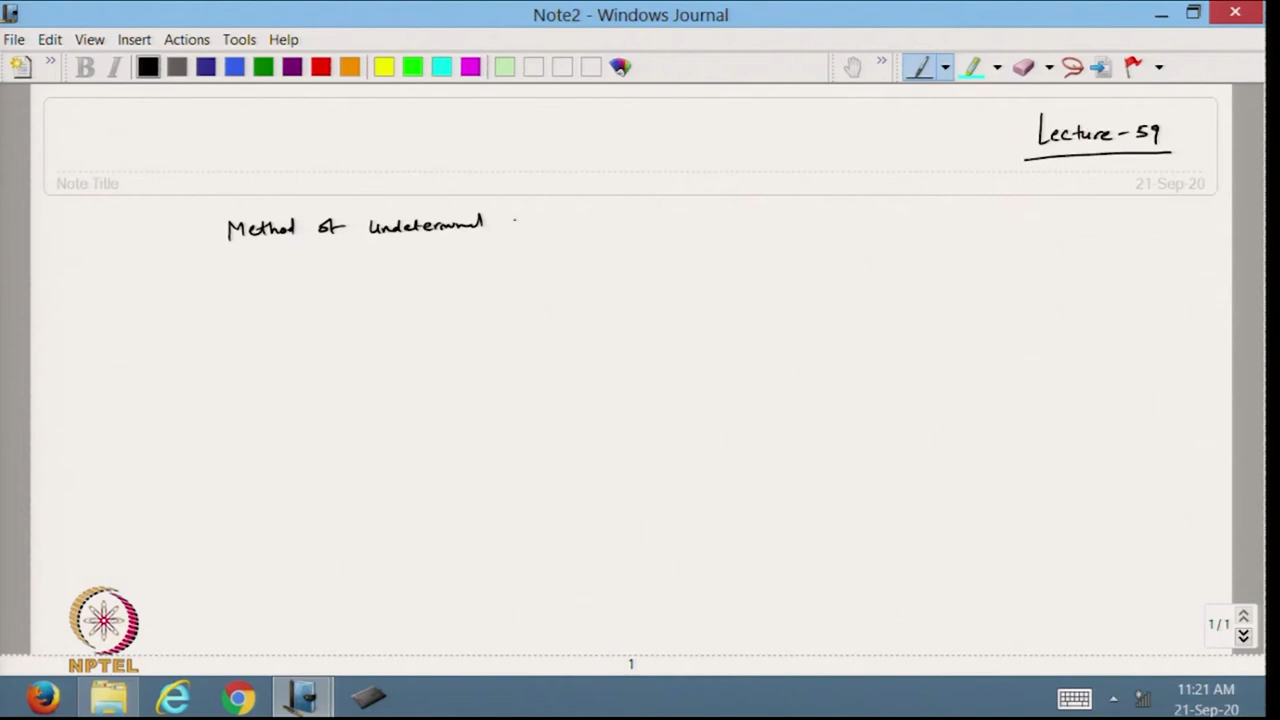 Note2 - Windows Journal
File Edit View Insert Actions Tools Help
B I
Lecture-59
Note Title
21-Sep-20
Method of Undetermined
1/1
NPTEL
1
11:21 AM
21-Sep-20